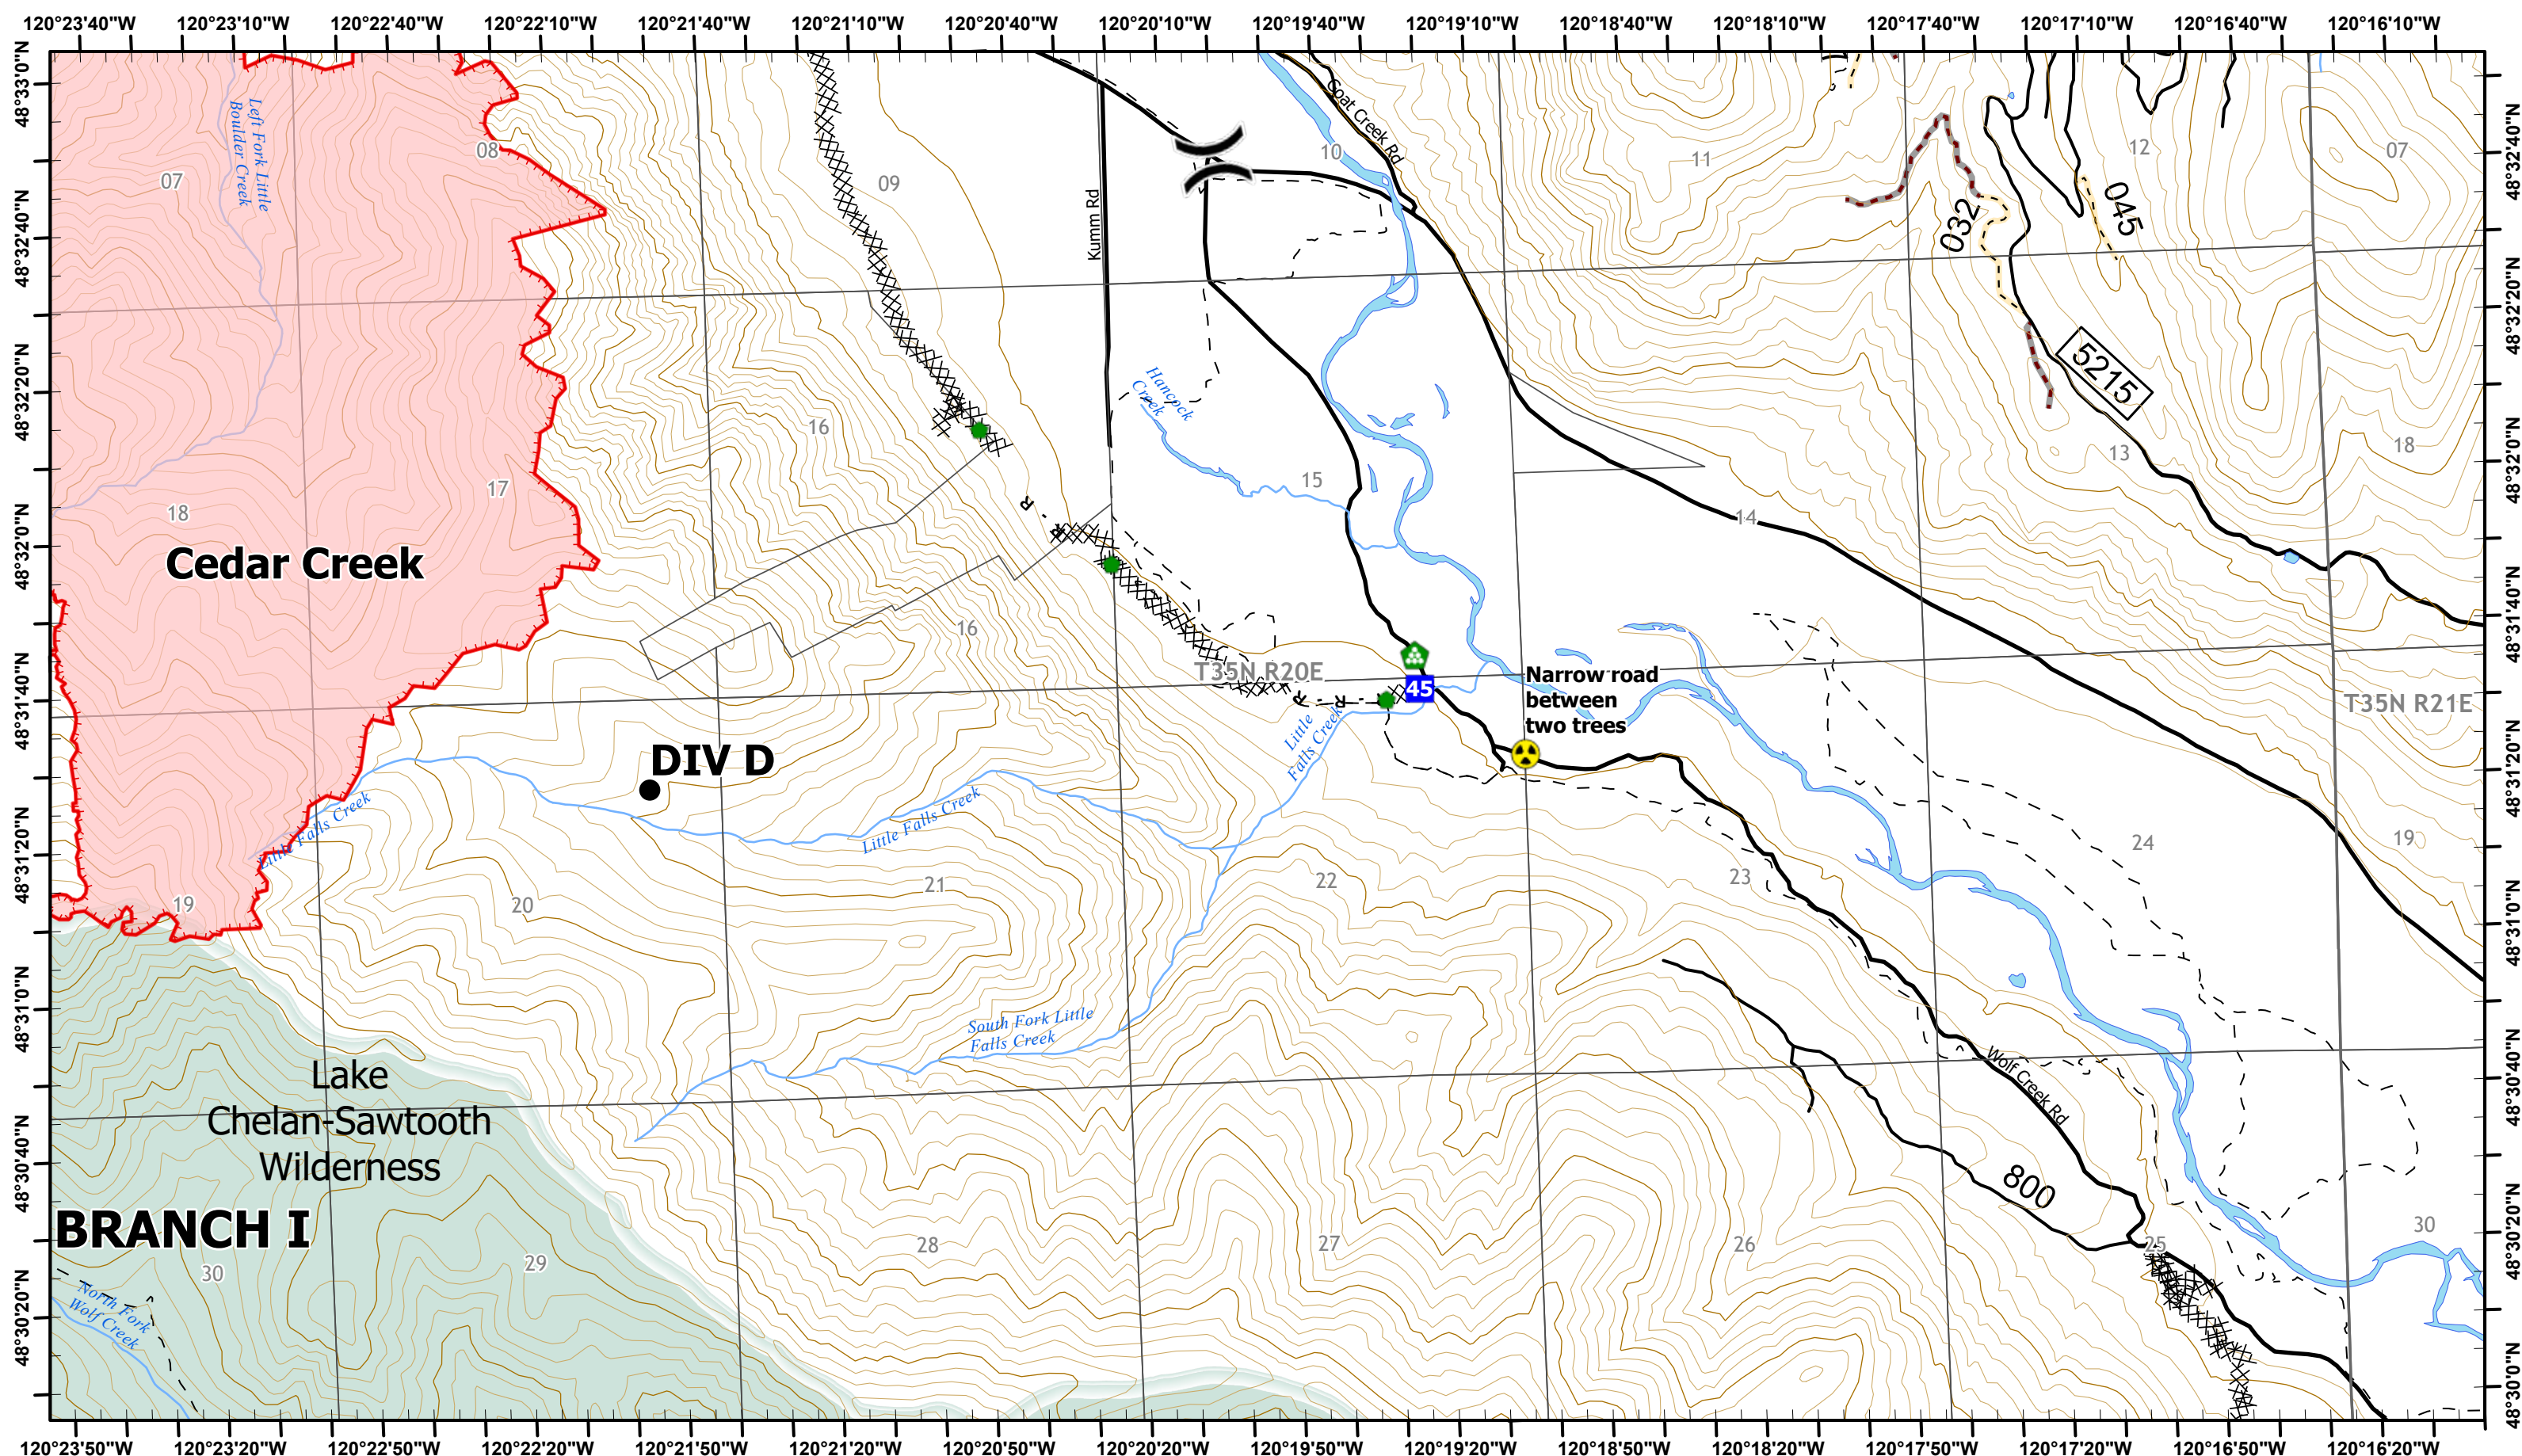 120°23'40"W 120°23'10"W 120°22'40"W 120°22'10"W 120°21'40"W 120°21'10"W 120°20'40"W 120°20'10"W 120°19'40"W 120°19'10"W 120°18'40"W 120°18'10"W 120°17'40"W 120°17'10"W 120°16'40"W 120°16'10"W
48°33'0"N
48°32'40"N
48°32'20"N
48°32'0"N
48°31'40"N
48°31'20"N
48°31'0"N
48°30'40"N
48°30'20"N
48°32'40"N
48°32'20"N
48°32'0"N
48°31'40"N
48°31'20"N
48°31'0"N
48°30'40"N
48°30'20"N
48°30'0"N
Left Fork Little
Boulder Creek
07
08
09
10
11
12
07
Goat Creek Rd
Kumm Rd
032
045
5215
Hancock
Creek
16
15
14
13
18
17
18
Cedar Creek
R
R
16
T35N R20E
45
R
R
Narrow road
between
two trees
T35N R21E
DIV D
Little
Falls Creek
Little Falls Creek
Little Falls Creek
19
20
21
22
23
24
19
South Fork Little
Falls Creek
Wolf Creek Rd
Lake
Chelan-Sawtooth
Wilderness
BRANCH I
800
30
29
28
27
26
25
30
North Fork
Wolf Creek
120°23'50"W 120°23'20"W 120°22'50"W 120°22'20"W 120°21'50"W 120°21'20"W 120°20'50"W 120°20'20"W 120°19'50"W 120°19'20"W 120°18'50"W 120°18'20"W 120°17'50"W 120°17'20"W 120°16'50"W 120°16'20"W